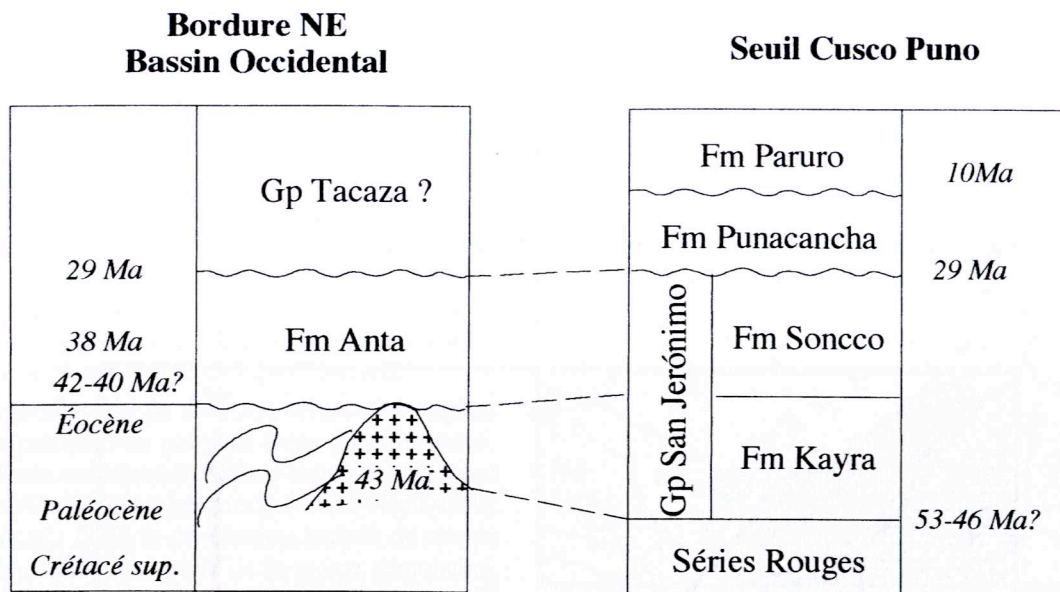 Bordure NE
Bassin Occidental
Gp Tacaza ?
29 Ma
38 Ma
Fm Anta
42-40 Ma?
Éocène
43 Ma
Paléocène
Crétacé sup.
Seuil Cusco Puno
Fm Paruro
10Ma
Fm Punacancha
29 Ma
Gp San Jerónimo
Fm Soncco
Fm Kayra
53-46 Ma?
Séries Rouges